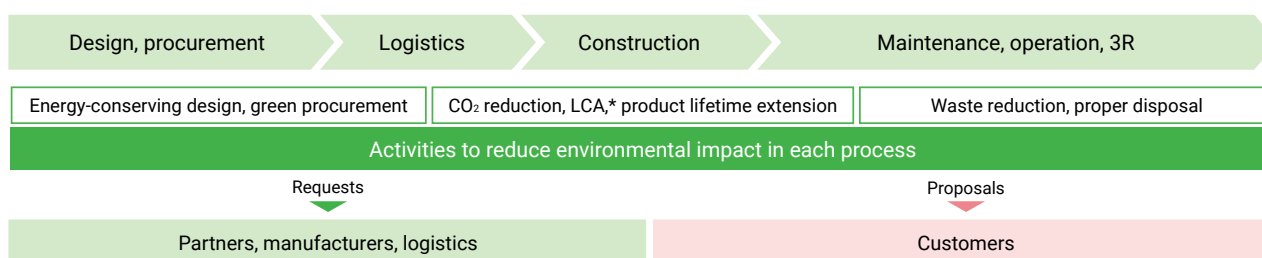 Design, procurement
Logistics
Construction
Maintenance, operation, 3R
Energy-conserving design, green procurement
CO₂ reduction, LCA,* product lifetime extension
Waste reduction, proper disposal
Activities to reduce environmental impact in each process
Requests
Proposals
Partners, manufacturers, logistics
Customers